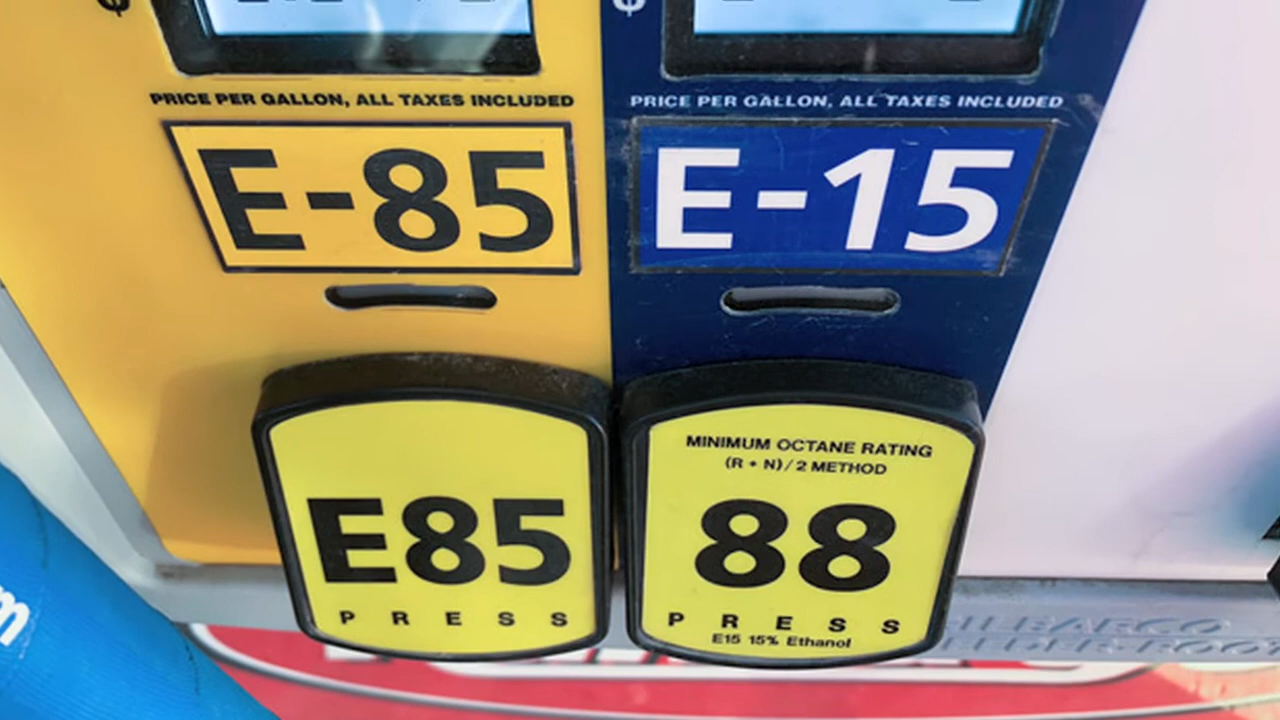 $ $
PRICE PER GALLON, ALL TAXES INCLUDED
E-85
PRICE PER GALLON, ALL TAXES INCLUDED
E-15
E85
PRESS
MINIMUM OCTANE RATING
(R + N) / 2 METHOD
88
PRESS
E15 15% Ethanol
GILBARCO